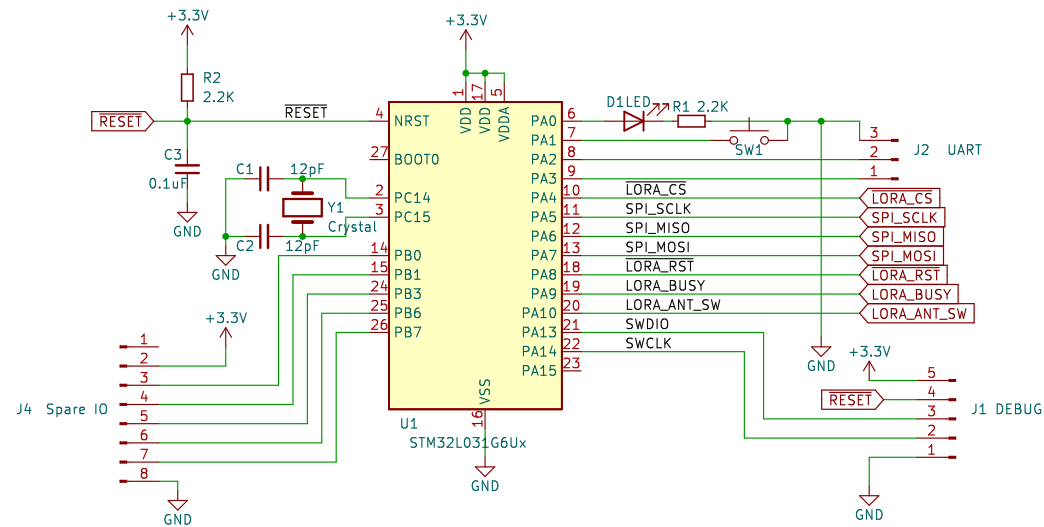 +3.3V
R2
2.2K
RESET
RESET
C3
0.1uF
GND
C1
12pF
Y1
Crystal
C2
12pF
GND
+3.3V
1
17
5
VDD
VDD
VDDA
4
NRST
27
BOOT0
2
PC14
3
PC15
14
PB0
15
PB1
24
PB3
25
PB6
26
PB7
VSS
16
U1
STM32L031G6Ux
GND
PA0
6
PA1
7
PA2
8
PA3
9
PA4
10
LORA_CS
LORA_CS
PA5
11
SPI_SCLK
SPI_SCLK
PA6
12
SPI_MISO
SPI_MISO
PA7
13
SPI_MOSI
SPI_MOSI
PA8
18
LORA_RST
LORA_RST
PA9
19
LORA_BUSY
LORA_BUSY
PA10
20
LORA_ANT_SW
LORA_ANT_SW
PA13
21
SWDIO
PA14
22
SWCLK
PA15
23
D1LED
R1 2.2K
SW1
3
2
1
J2 UART
GND
+3.3V
RESET
5
4
3
2
1
J1 DEBUG
GND
+3.3V
J4 Spare IO
1
2
3
4
5
6
7
8
GND